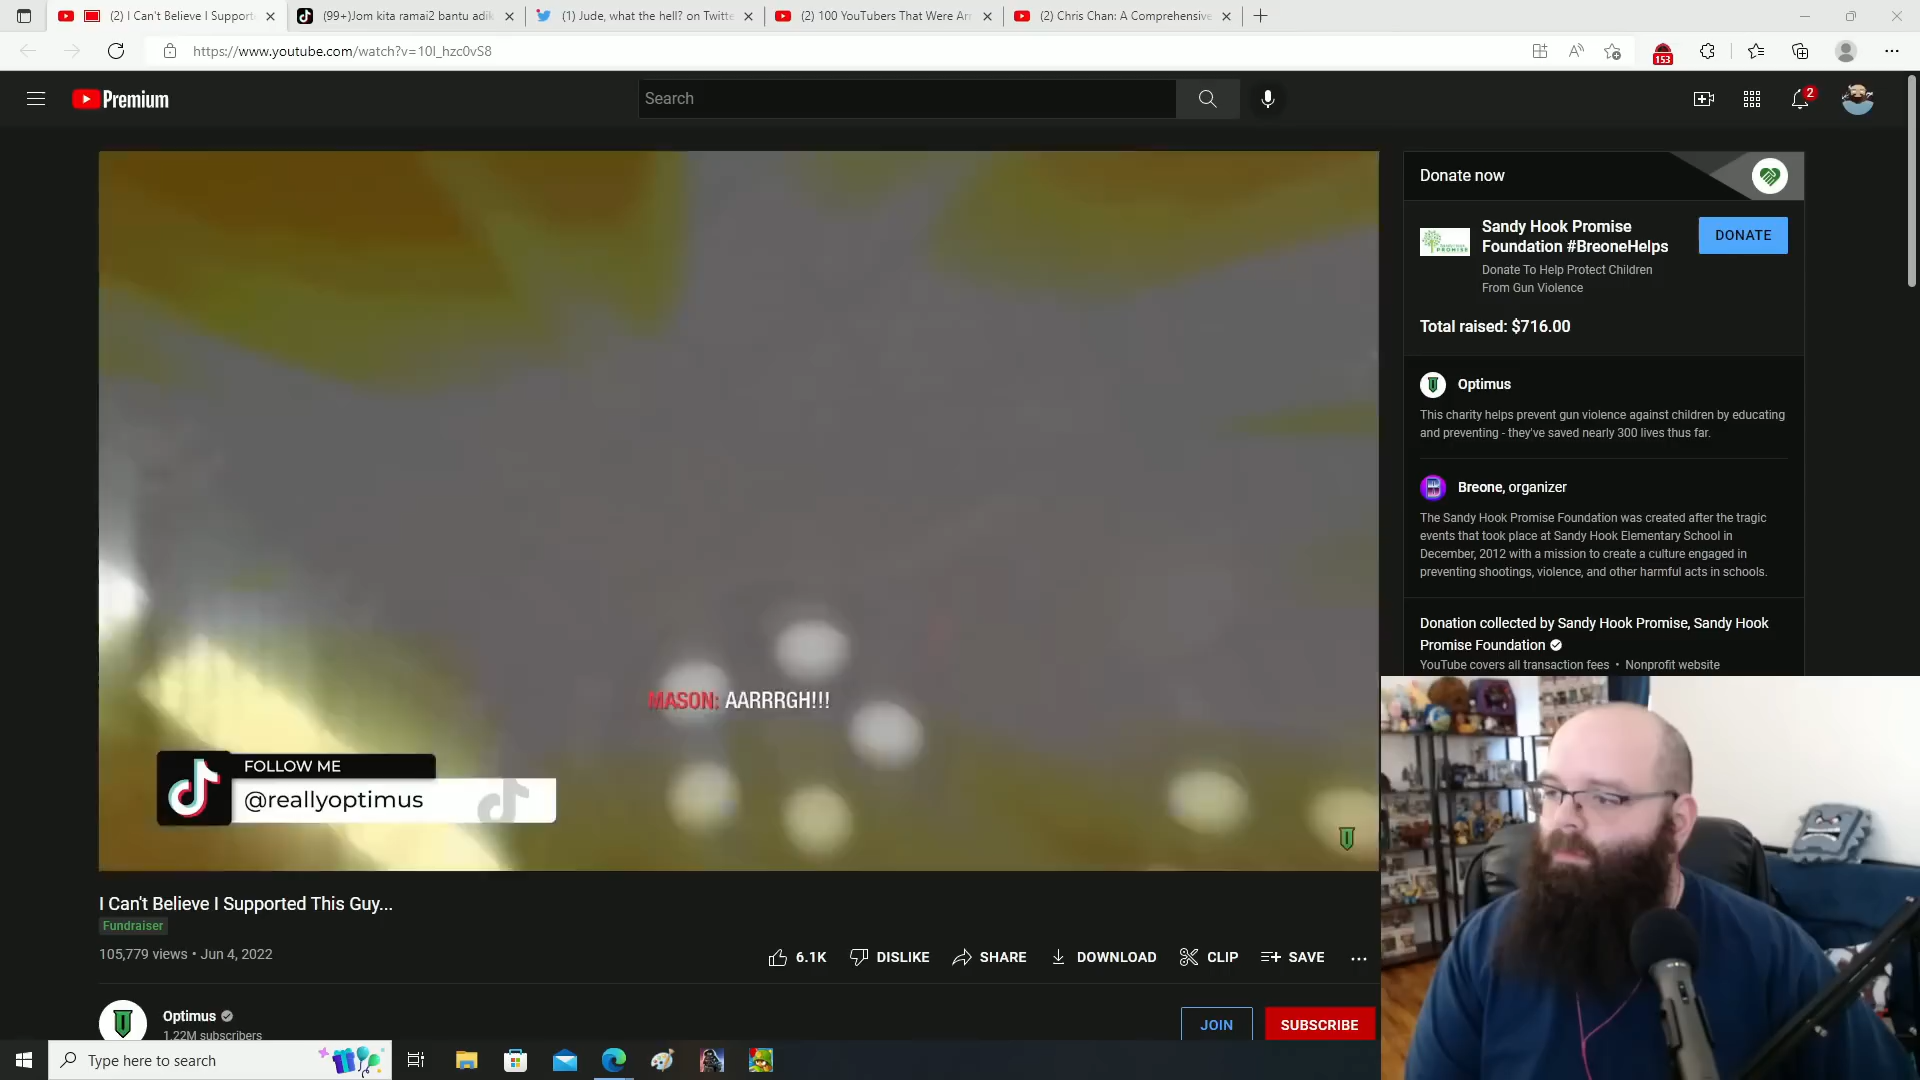 (2) I Can't Believe I Support
(99+)Jom kita ramai2 bantu adik
(1) Jude, what the hell? on Twitte
(2) 100 YouTubers That Were Arr
(2) Chris Chan: A Comprehensive
https://www.youtube.com/watch?v=10l_hzc0vS8
153
Premium
Search
2
Donate now
Sandy Hook Promise
Foundation #BreoneHelps
DONATE
Donate To Help Protect Children
From Gun Violence
Total raised: $716.00
Optimus
This charity helps prevent gun violence against children by educating
and preventing - they've saved nearly 300 lives thus far.
Breone, organizer
The Sandy Hook Promise Foundation was created after the tragic
events that took place at Sandy Hook Elementary School in
December, 2012 with a mission to create a culture engaged in
preventing shootings, violence, and other harmful acts in schools.
Donation collected by Sandy Hook Promise, Sandy Hook
Promise Foundation
YouTube covers all transaction fees • Nonprofit website
MASON: AARRRGH!!!
FOLLOW ME
@reallyoptimus
I Can't Believe I Supported This Guy...
Fundraiser
105,779 views • Jun 4, 2022
6.1K
DISLIKE
SHARE
DOWNLOAD
CLIP
SAVE
Optimus
1.22M subscribers
JOIN
SUBSCRIBE
Type here to search